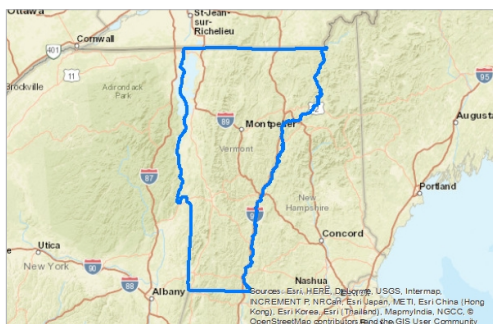 Ottawa
St-Jean-
sur-
Richelieu
Cornwall
401
11
Brockville
Adirondack
Park
95
89
Montpelier
Vermont
Augusta
87
Portland
New
Hampshire
Concord
Utica
New York
90
88
Albany
Nashua
Sources: Esri, HERE, DeLorme, USGS, Intermap,
INCREMENT P, NRCan, Esri Japan, METI, Esri China (Hong
Kong), Esri Korea, Esri (Thailand), MapmyIndia, NGCC, ©
OpenStreetMap contributors, and the GIS User Community